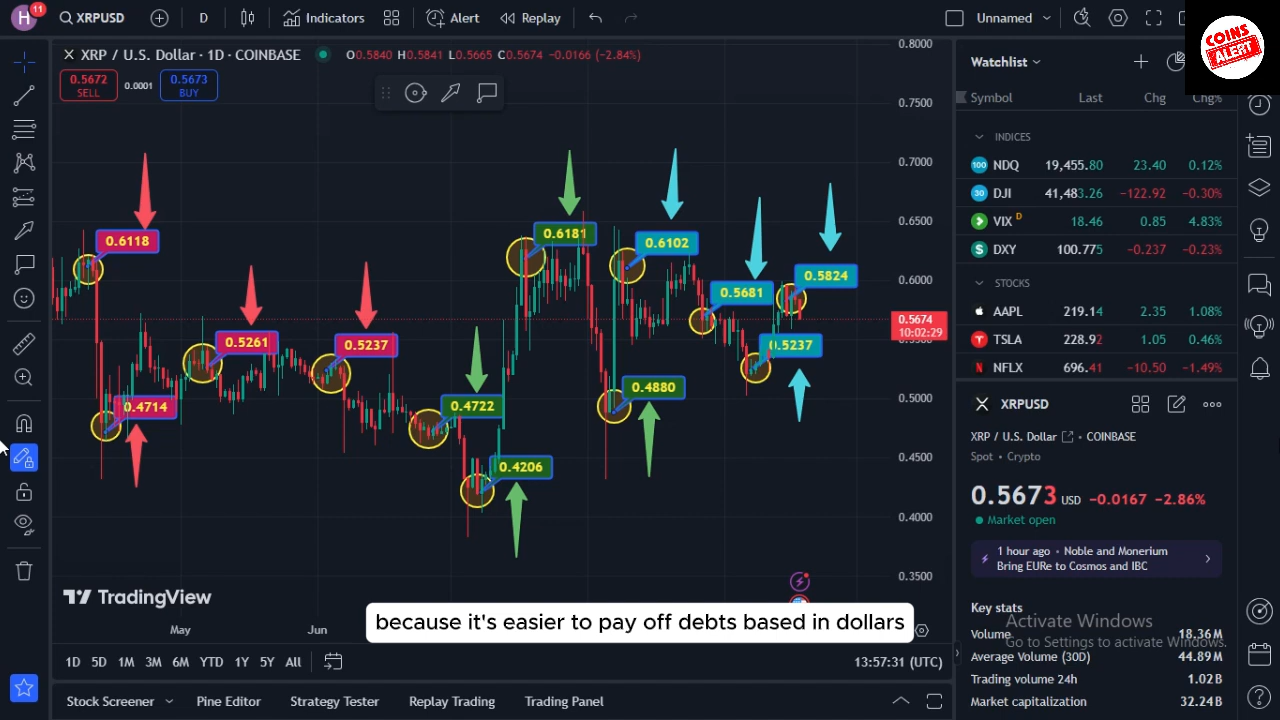 H 11 XRPUSD D Indicators Alert Replay Unnamed
COINS
ALERT
XRP / U.S. Dollar · 1D · COINBASE O0.5840 H0.5841 L0.5665 C0.5674 -0.0166 (-2.84%)
0.5672
SELL
0.0001
0.5673
BUY
0.8000
0.7500
0.7000
0.6500
0.6000
0.5674
10:02:29
0.5000
0.4500
0.4000
0.3500
0.6118
0.4714
0.5261
0.5237
0.4722
0.4206
0.6181
0.4880
0.6102
0.5681
0.5237
0.5824
TradingView
because it's easier to pay off debts based in dollars
May Jun
1D 5D 1M 3M 6M YTD 1Y 5Y All 13:57:31 (UTC)
Stock Screener Pine Editor Strategy Tester Replay Trading Trading Panel
Watchlist
Symbol Last Chg Chg%
INDICES
100 NDQ 19,455.80 23.40 0.12%
30 DJI 41,483.26 -122.92 -0.30%
VIX D 18.46 0.85 4.83%
$ DXY 100.775 -0.237 -0.23%
STOCKS
AAPL 219.14 2.35 1.08%
TSLA 228.92 1.05 0.46%
N NFLX 696.41 -10.50 -1.49%
XRPUSD
XRP / U.S. Dollar · COINBASE
Spot · Crypto
0.5673 USD -0.0167 -2.86%
Market open
1 hour ago · Noble and Monerium
Bring EURe to Cosmos and IBC
Key stats
Activate Windows
Volume 18.36M
Go to Settings to activate Windows.
Average Volume (30D) 44.89M
Trading volume 24h 1.02B
Market capitalization 32.24B